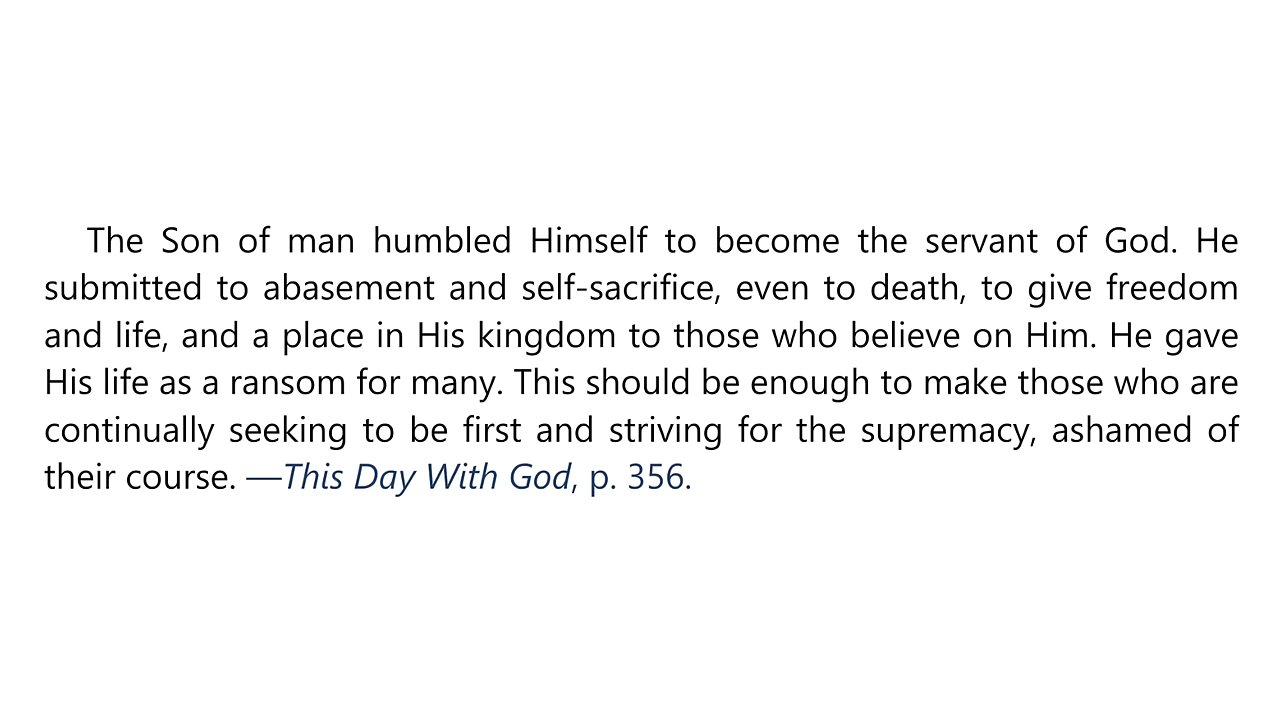 The Son of man humbled Himself to become the servant of God. He
submitted to abasement and self-sacrifice, even to death, to give freedom
and life, and a place in His kingdom to those who believe on Him. He gave
His life as a ransom for many. This should be enough to make those who are
continually seeking to be first and striving for the supremacy, ashamed of
their course. —This Day With God, p. 356.